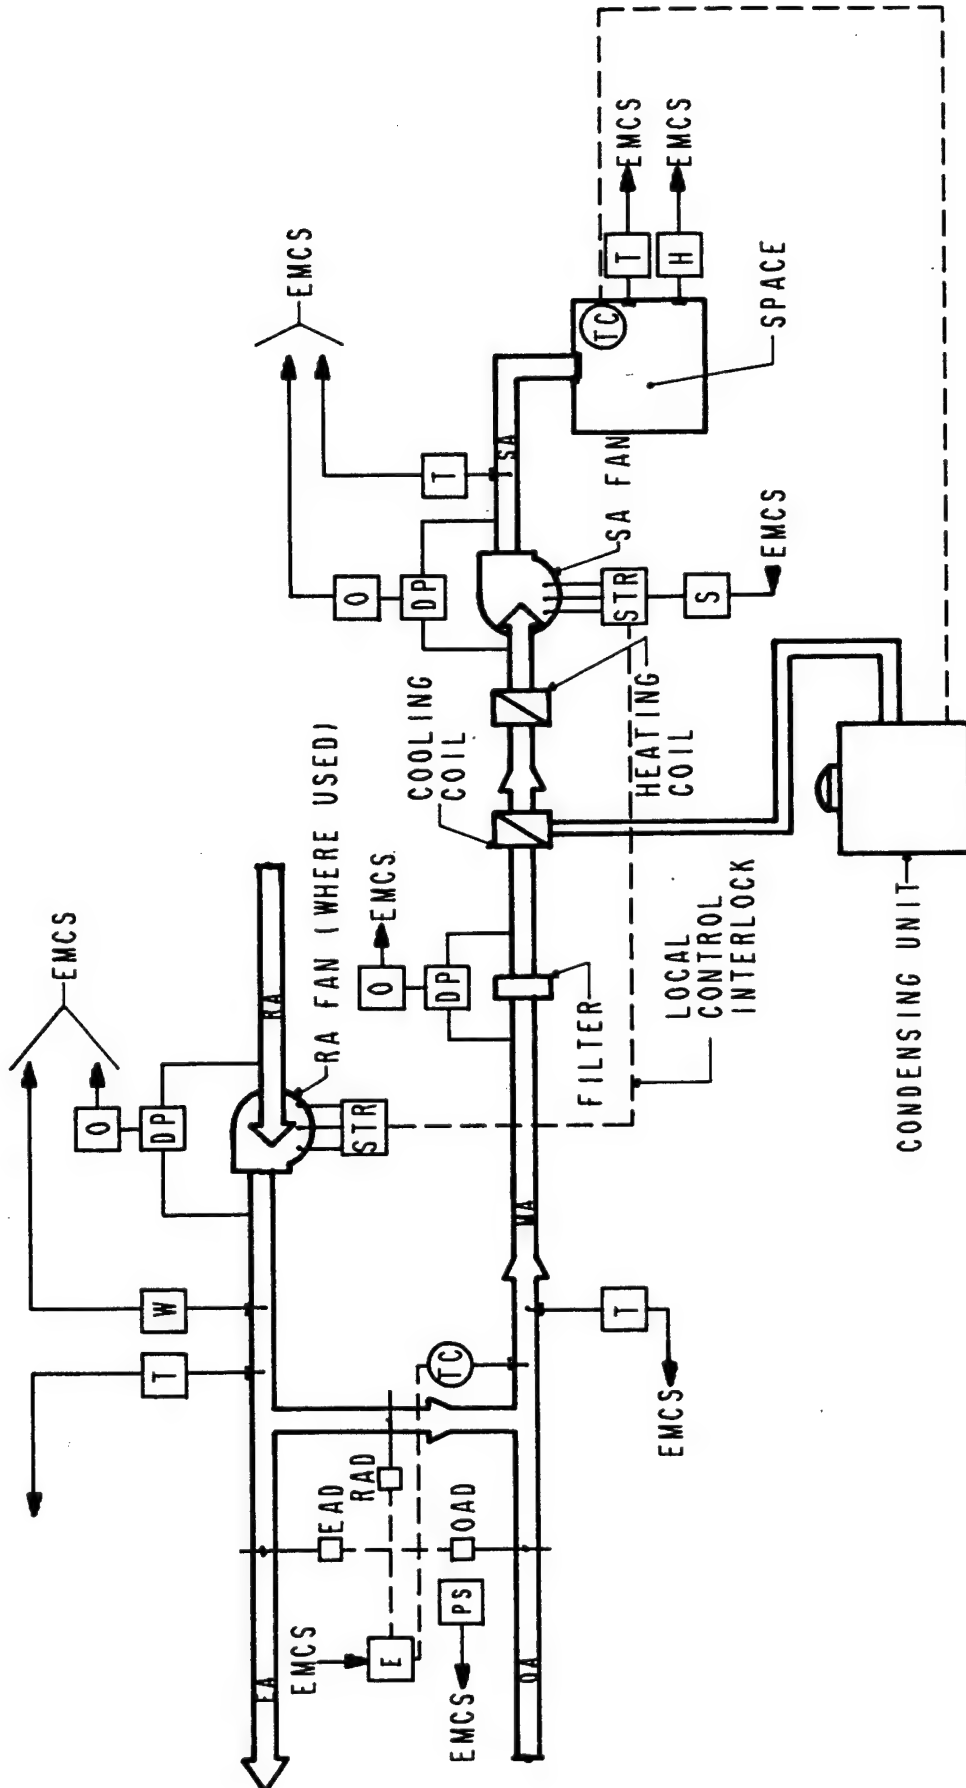 EMCS
O
DP
W
T
RA
RA FAN (WHERE USED)
STR
EA
EAD
RAD
EMCS
E
TC
OAD
PS
EMCS
OA
T
EMCS
MA
O
EMCS
DP
FILTER
LOCAL
CONTROL
INTERLOCK
COOLING
COIL
HEATING
COIL
CONDENSING UNIT
EMCS
O
DP
T
SA
SA FAN
STR
S
EMCS
TC
T
EMCS
H
EMCS
SPACE